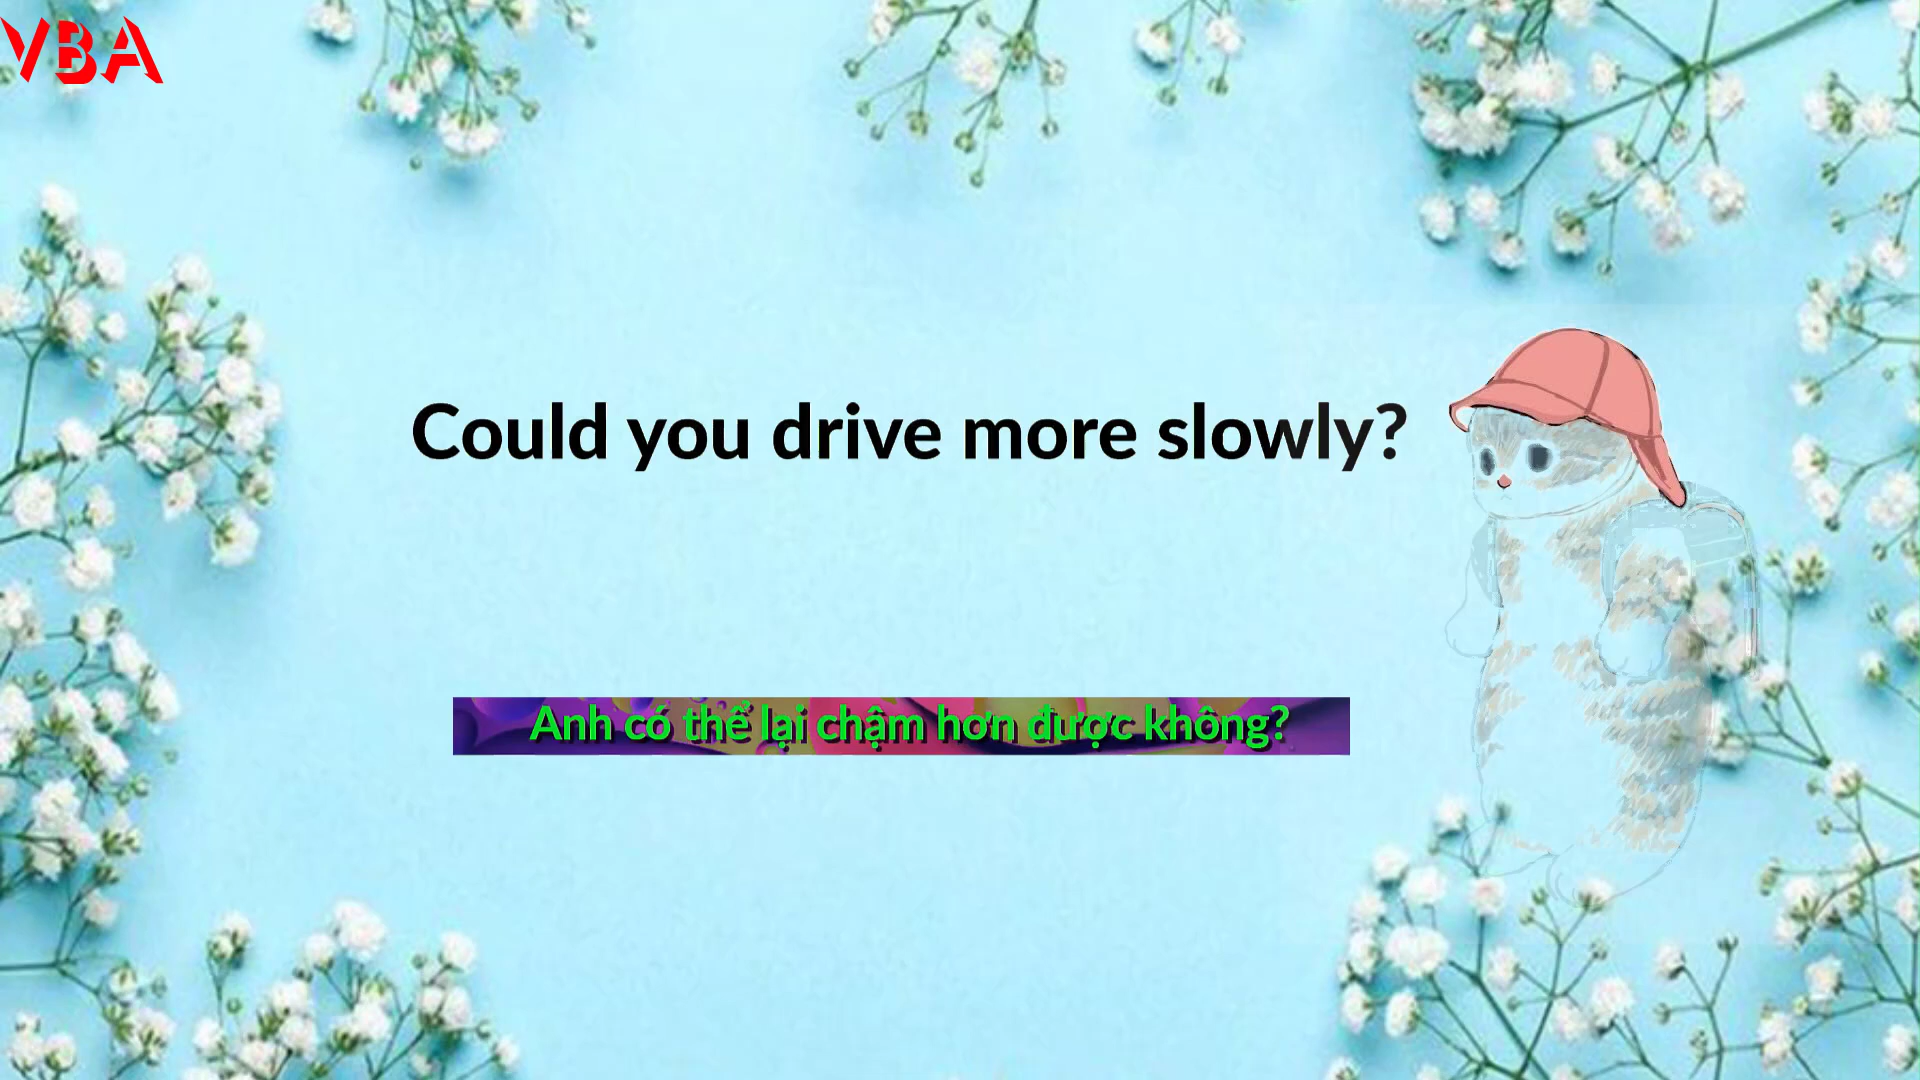 VBA
Could you drive more slowly?
Anh có thể lại chậm hơn được không?